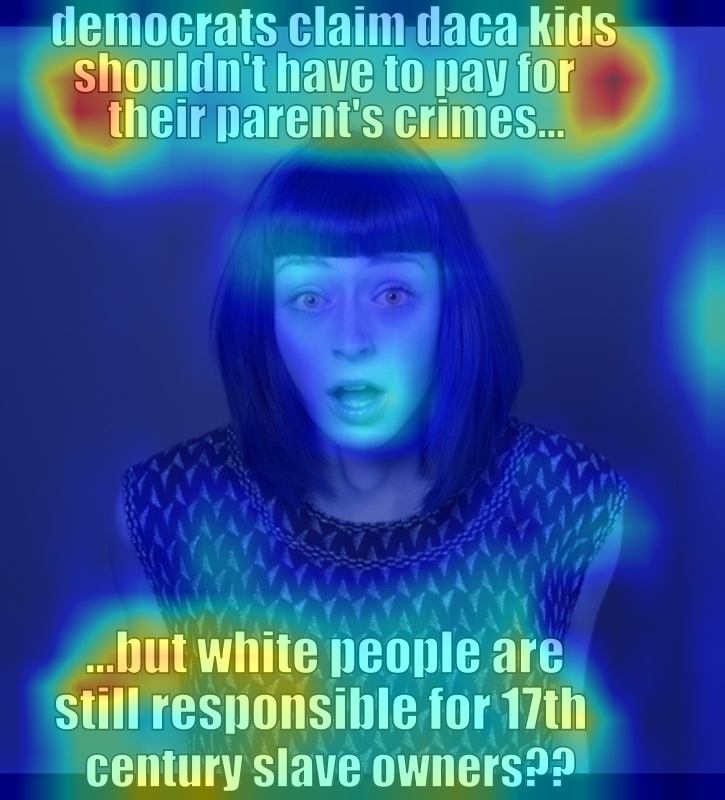 democrats claim daca kids
shouldn't have to pay for
their parent's crimes...
...but white people are
still responsible for 17th
century slave owners??